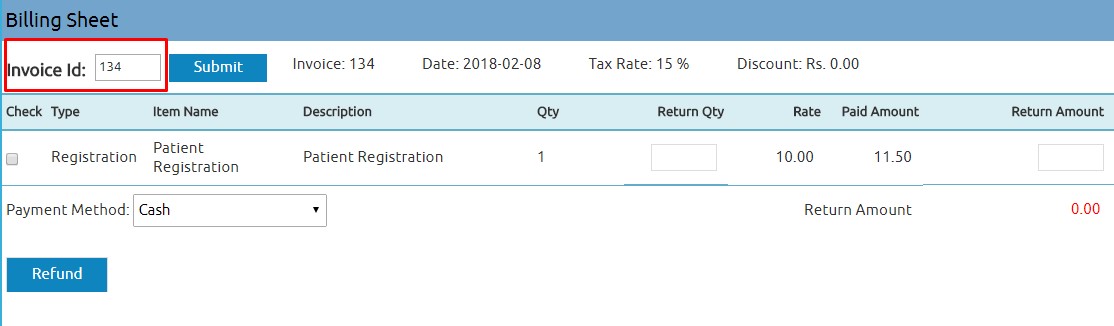 Billing Sheet
Invoice Id: 134 Submit Invoice: 134 Date: 2018-02-08 Tax Rate: 15 % Discount: Rs. 0.00
Check Type Item Name Description Qty Return Qty Rate Paid Amount Return Amount
Registration Patient Registration Patient Registration 1 10.00 11.50
Payment Method: Cash Return Amount 0.00
Refund